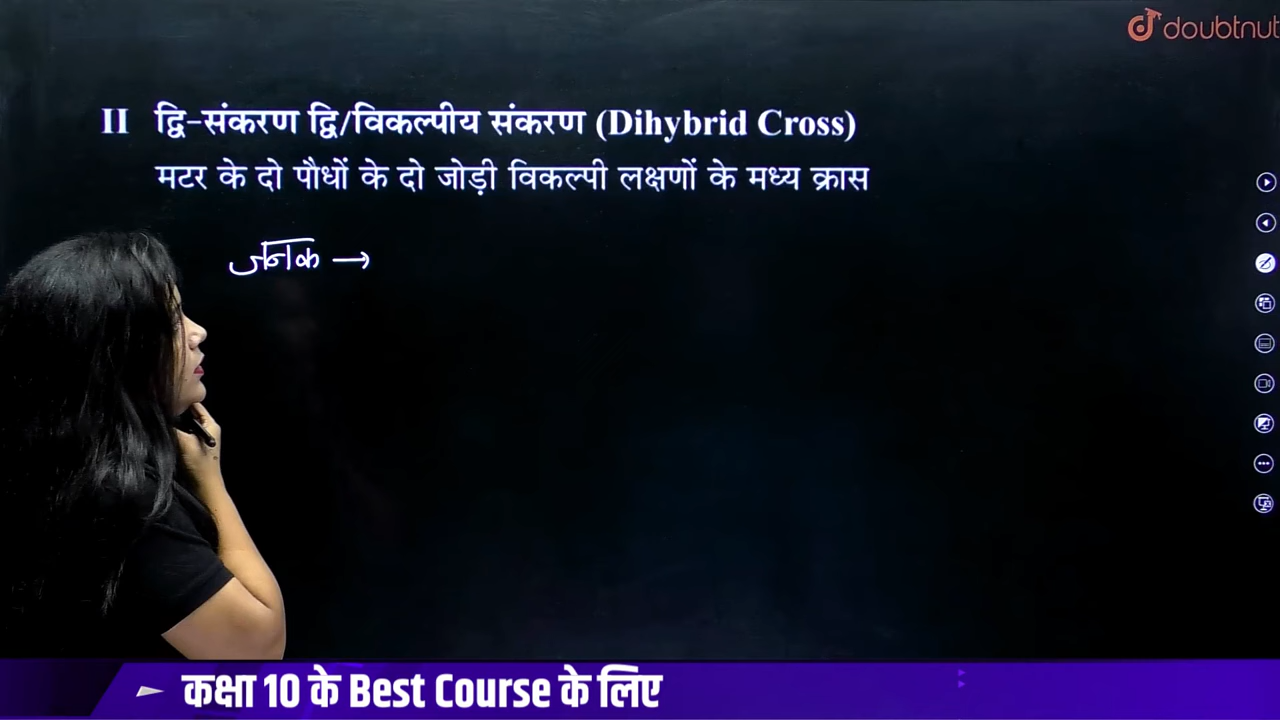 doubtnut
II द्वि-संकरण द्वि/विकल्पीय संकरण (Dihybrid Cross)
मटर के दो पौधों के दो जोड़ी विकल्पी लक्षणों के मध्य क्रास
जनक →
कक्षा 10 के Best Course के लिए